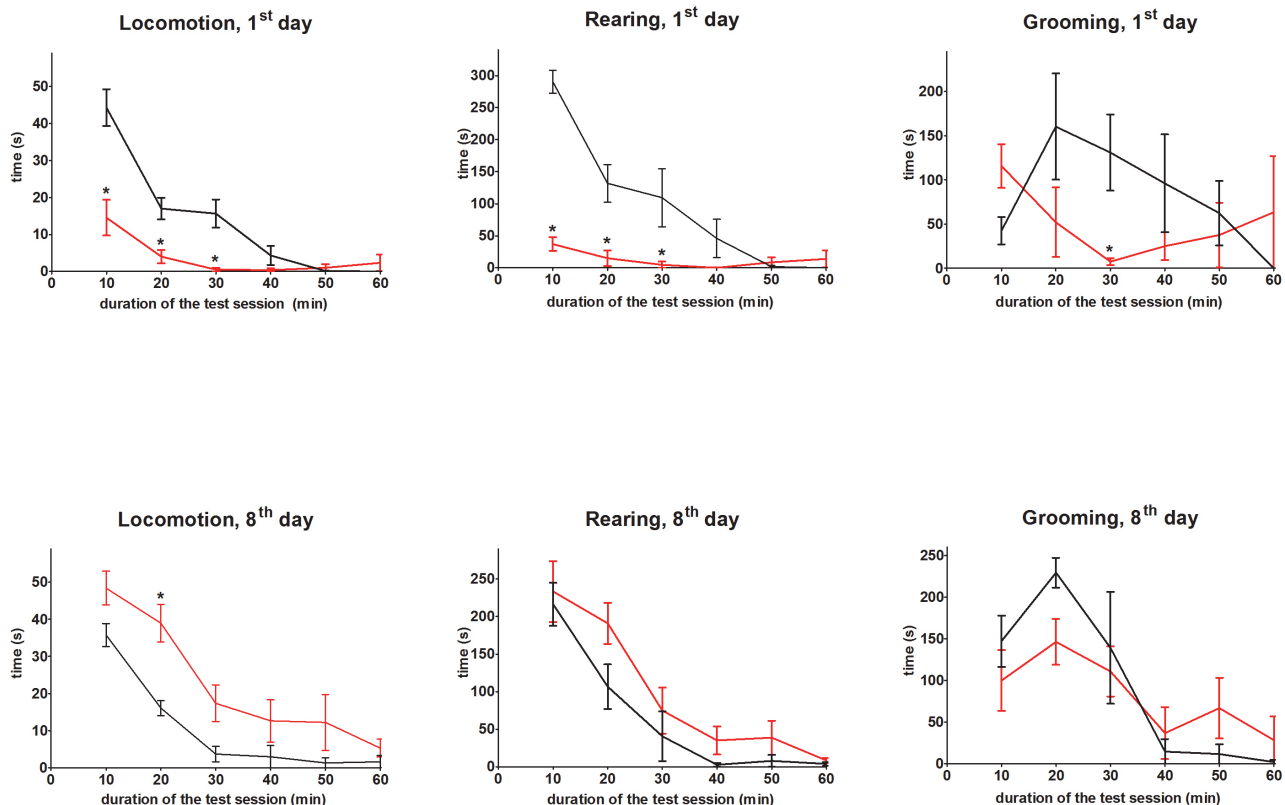 Locomotion, 1st day
time (s)
50
40
30
20
10
0
*
*
*
0 10 20 30 40 50 60
duration of the test session (min)
Rearing, 1st day
time (s)
300
250
200
150
100
50
0
*
*
*
0 10 20 30 40 50 60
duration of the test session (min)
Grooming, 1st day
time (s)
200
150
100
50
0
*
0 10 20 30 40 50 60
duration of the test session (min)
Locomotion, 8th day
time (s)
50
40
30
20
10
0
*
0 10 20 30 40 50 60
duration of the test session (min)
Rearing, 8th day
time (s)
250
200
150
100
50
0
0 10 20 30 40 50 60
duration of the test session (min)
Grooming, 8th day
time (s)
250
200
150
100
50
0
0 10 20 30 40 50 60
duration of the test session (min)